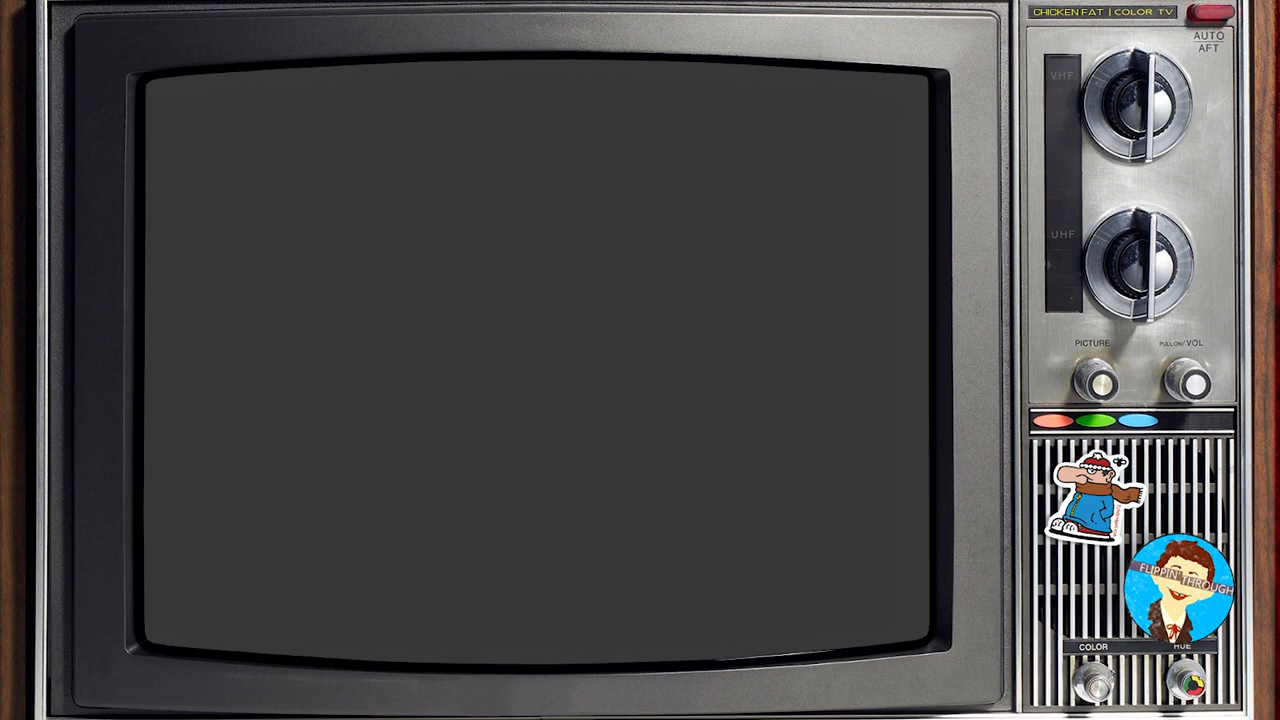 CHICKEN FAT | COLOR TV
AUTO
AFT
VHF
UHF
PICTURE
PULL ON/VOL
FLIPPIN' THROUGH
COLOR
HUE